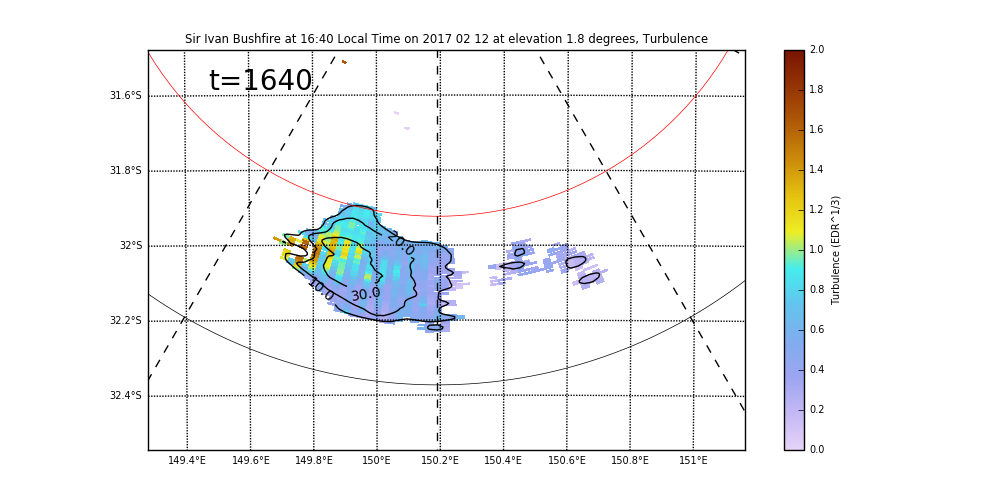 Sir Ivan Bushfire at 16:40 Local Time on 2017 02 12 at elevation 1.8 degrees, Turbulence
t=1640
31.6°S
31.8°S
32°S
32.2°S
32.4°S
10.0
10.0
30.0
149.4°E 149.6°E 149.8°E 150°E 150.2°E 150.4°E 150.6°E 150.8°E 151°E
2.0
1.8
1.6
1.4
1.2
1.0
0.8
0.6
0.4
0.2
0.0
Turbulence (EDR^1/3)